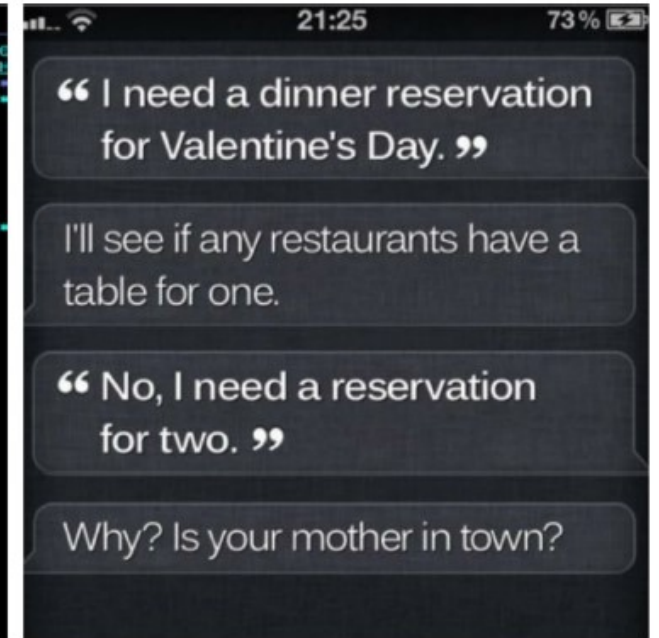 21:25 73%
“ I need a dinner reservation
for Valentine's Day. ”
I'll see if any restaurants have a
table for one.
“ No, I need a reservation
for two. ”
Why? Is your mother in town?